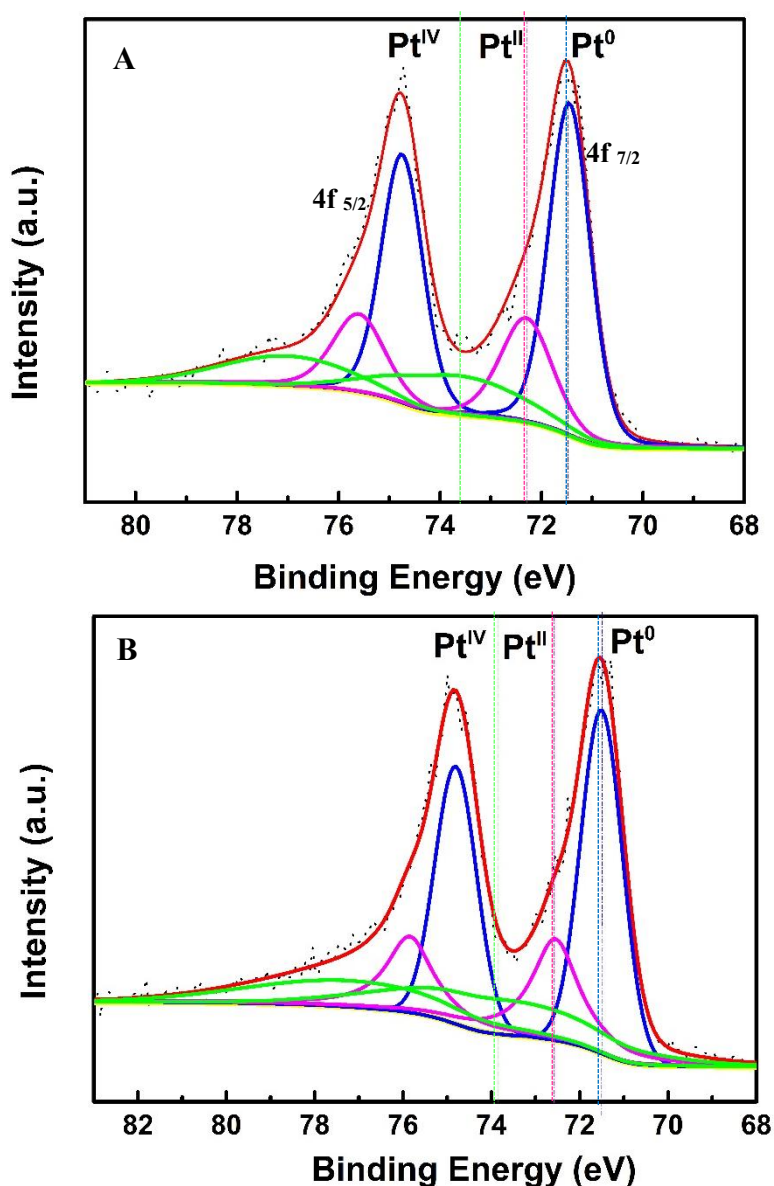 A
Pt^IV Pt^II Pt^0
4f 7/2
4f 5/2
Intensity (a.u.)
80 78 76 74 72 70 68
Binding Energy (eV)
B
Pt^IV Pt^II Pt^0
Intensity (a.u.)
82 80 78 76 74 72 70 68
Binding Energy (eV)